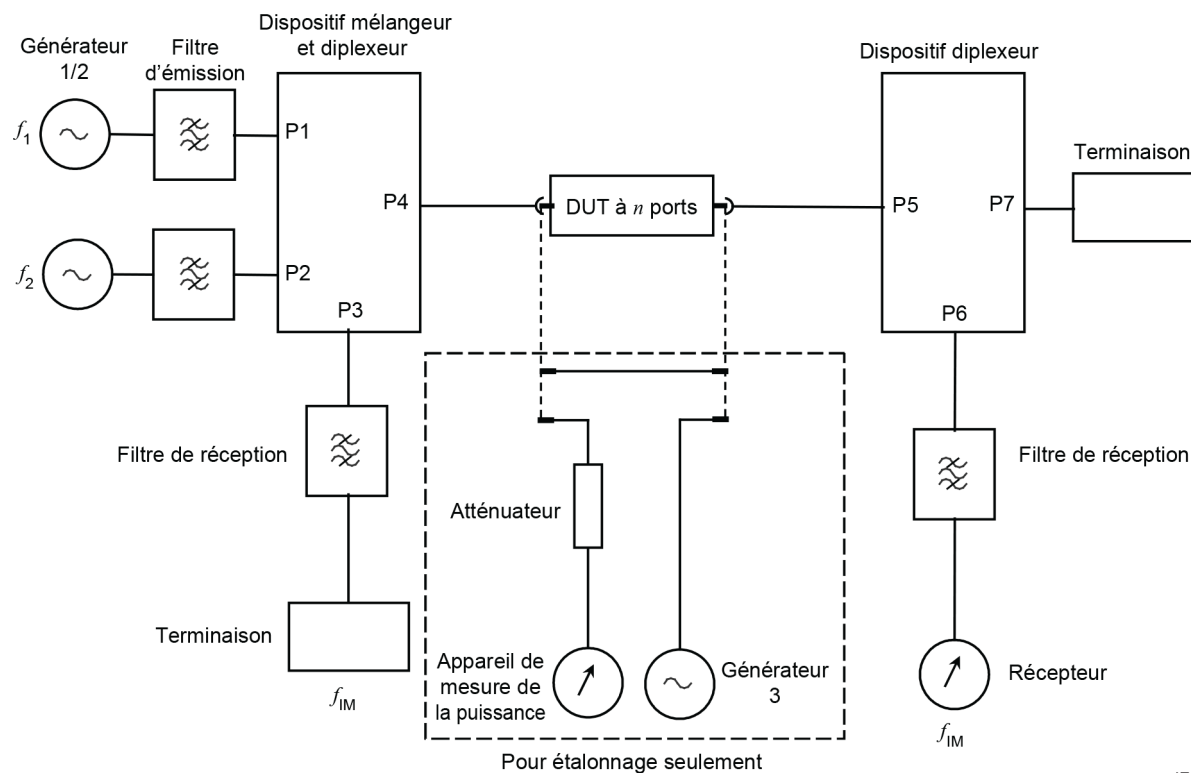 Dispositif mélangeur
et diplexeur
Générateur
1/2
Filtre
d'émission
Dispositif diplexeur
f1
P1
P4
DUT à n ports
P5
P7
Terminaison
f2
P2
P3
P6
Filtre de réception
Filtre de réception
Atténuateur
Terminaison
Appareil de
mesure de
la puissance
Générateur
3
Récepteur
fIM
fIM
Pour étalonnage seulement